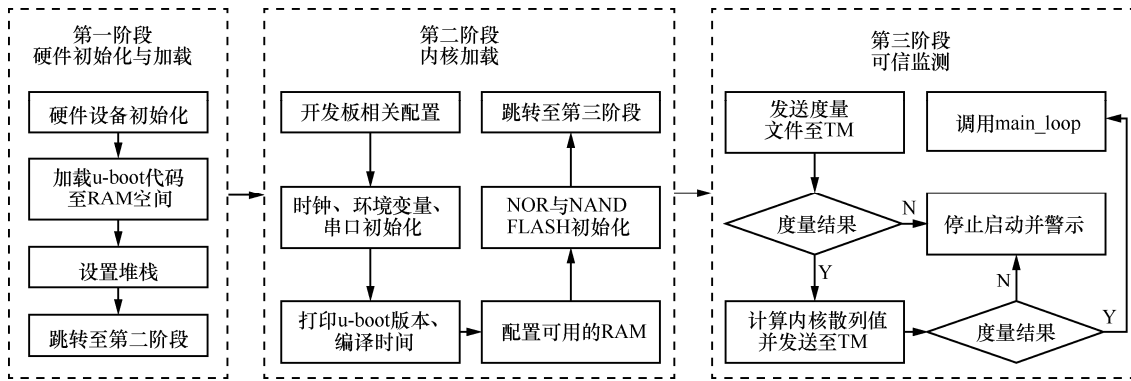 第一阶段
硬件初始化与加载
硬件设备初始化
加载u-boot代码
至RAM空间
设置堆栈
跳转至第二阶段
第二阶段
内核加载
开发板相关配置
时钟、环境变量、
串口初始化
打印u-boot版本、
编译时间
配置可用的RAM
NOR与NAND
FLASH初始化
跳转至第三阶段
第三阶段
可信监测
发送度量
文件至TM
度量结果
N
停止启动并警示
Y
计算内核散列值
并发送至TM
度量结果
N
Y
调用main_loop